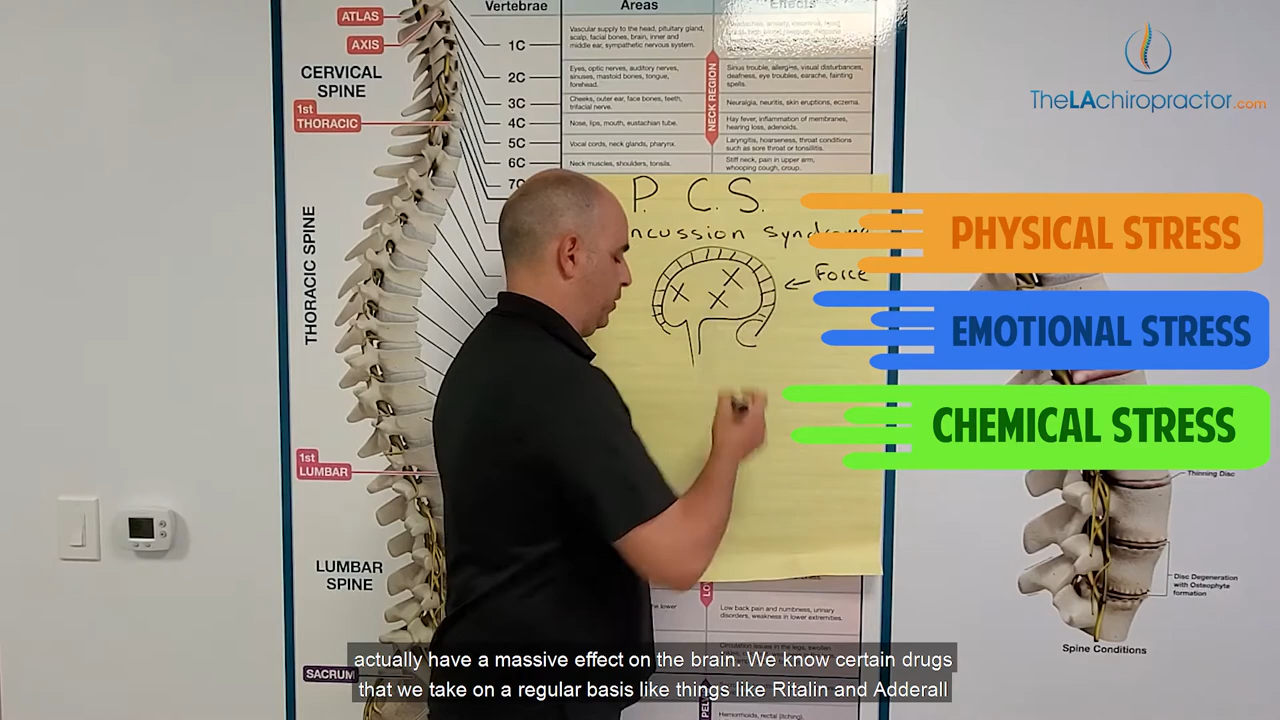 Vertebrae
Areas
Effects
ATLAS
AXIS
CERVICAL
SPINE
1st
THORACIC
THORACIC SPINE
1st
LUMBAR
LUMBAR
SPINE
SACRUM
1C
Vascular supply to the head, pituitary gland,
scalp, facial bones, brain, inner and
middle ear, sympathetic nervous system.
2C
Eyes, optic nerves, auditory nerves,
sinuses, mastoid bones, tongue,
forehead.
Sinus trouble, allergies, visual disturbances,
deafness, eye troubles, earache, fainting
spells.
3C
Cheeks, outer ear, face bones, teeth,
trifacial nerve.
Neuralgia, neuritis, skin eruptions, eczema.
4C
Nose, lips, mouth, eustachian tube.
Hay fever, inflammation of membranes,
hearing loss, adenoids.
5C
Vocal cords, neck glands, pharynx.
Laryngitis, hoarseness, throat conditions
such as sore throat or tonsillitis.
6C
Neck muscles, shoulders, tonsils.
Stiff neck, pain in upper arm,
whooping cough, croup.
NECK REGION
P. C.S.
ncussion syndrome
Force
TheLAchiropractor.com
PHYSICAL STRESS
EMOTIONAL STRESS
CHEMICAL STRESS
Thinning Disc
Disc Degeneration
with Osteophyte
formation
Spine Conditions
Low back pain and numbness, urinary
disorders, weakness in lower extremities.
Hemorrhoids, rectal (itching).
actually have a massive effect on the brain. We know certain drugs
that we take on a regular basis like things like Ritalin and Adderall